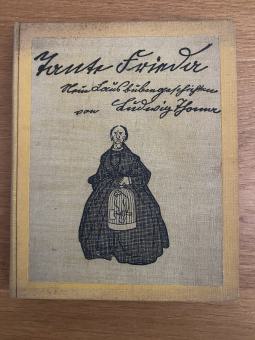 Tante Frieda
Neue Lausbubengeschichten
von Ludwig Thoma